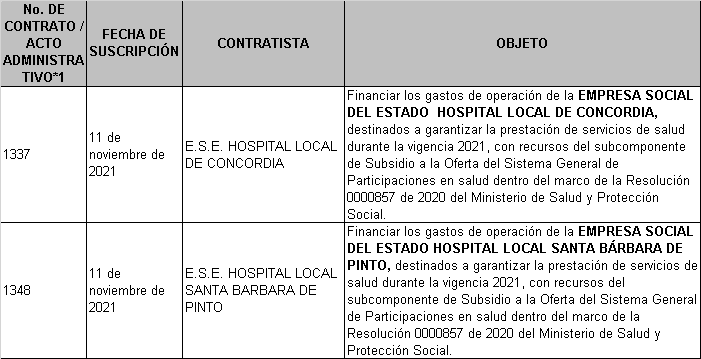 No. DE
CONTRATO /
ACTO
ADMINISTRA
TIVO*1
FECHA DE
SUSCRIPCIÓN
CONTRATISTA
OBJETO
1337
11 de
noviembre de
2021
E.S.E. HOSPITAL LOCAL
DE CONCORDIA
Financiar los gastos de operación de la EMPRESA SOCIAL
DEL ESTADO HOSPITAL LOCAL DE CONCORDIA,
destinados a garantizar la prestación de servicios de salud
durante la vigencia 2021, con recursos del subcomponente
de Subsidio a la Oferta del Sistema General de
Participaciones en salud dentro del marco de la Resolución
0000857 de 2020 del Ministerio de Salud y Protección
Social.
1348
11 de
noviembre de
2021
E.S.E. HOSPITAL LOCAL
SANTA BARBARA DE
PINTO
Financiar los gastos de operación de la EMPRESA SOCIAL
DEL ESTADO HOSPITAL LOCAL SANTA BÁRBARA DE
PINTO, destinados a garantizar la prestación de servicios de
salud durante la vigencia 2021, con recursos del
subcomponente de Subsidio a la Oferta del Sistema General
de Participaciones en salud dentro del marco de la
Resolución 0000857 de 2020 del Ministerio de Salud y
Protección Social.